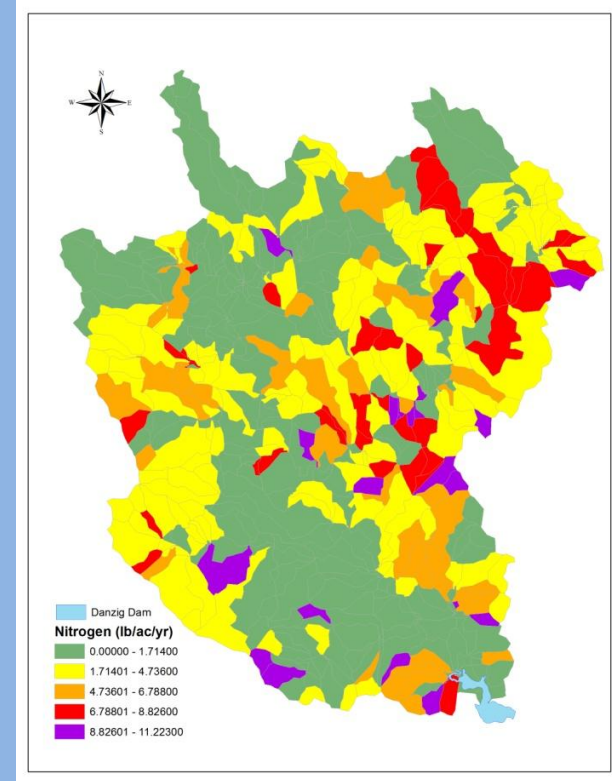 N
W E
S
Danzig Dam
Nitrogen (lb/ac/yr)
0.00000 - 1.71400
1.71401 - 4.73600
4.73601 - 6.78800
6.78801 - 8.82600
8.82601 - 11.22300